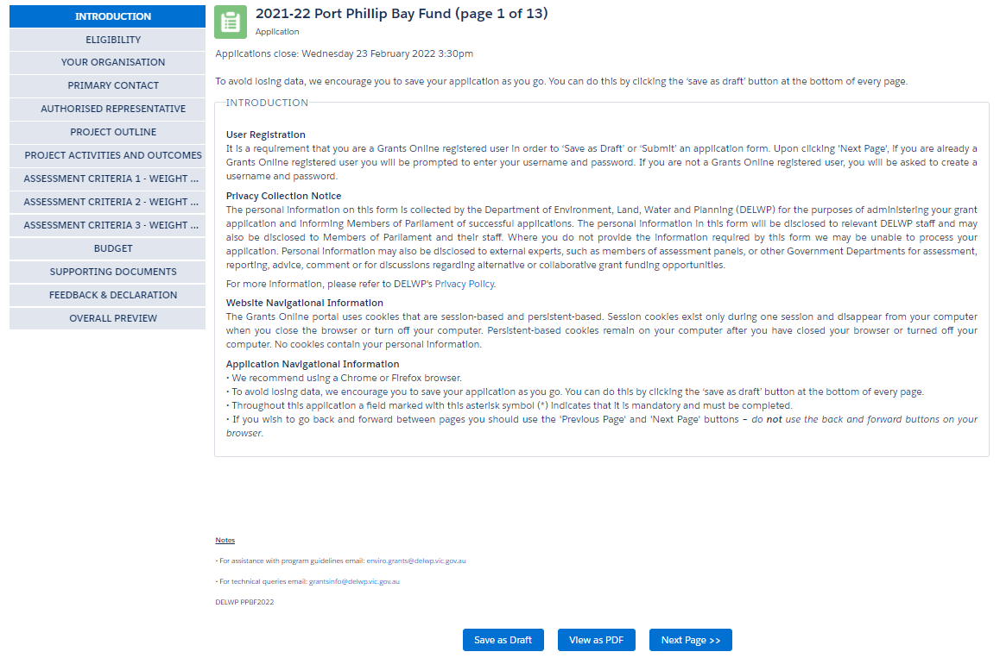 INTRODUCTION
ELIGIBILITY
YOUR ORGANISATION
PRIMARY CONTACT
AUTHORISED REPRESENTATIVE
PROJECT OUTLINE
PROJECT ACTIVITIES AND OUTCOMES
ASSESSMENT CRITERIA 1 - WEIGHT ...
ASSESSMENT CRITERIA 2 - WEIGHT ...
ASSESSMENT CRITERIA 3 - WEIGHT ...
BUDGET
SUPPORTING DOCUMENTS
FEEDBACK & DECLARATION
OVERALL PREVIEW
2021-22 Port Phillip Bay Fund (page 1 of 13)
Application
Applications close: Wednesday 23 February 2022 3:30pm
To avoid losing data, we encourage you to save your application as you go. You can do this by clicking the ‘save as draft’ button at the bottom of every page.
INTRODUCTION
User Registration
It is a requirement that you are a Grants Online registered user in order to ‘Save as Draft’ or ‘Submit’ an application form. Upon clicking 'Next Page', if you are already a
Grants Online registered user you will be prompted to enter your username and password. If you are not a Grants Online registered user, you will be asked to create a
username and password.
Privacy Collection Notice
The personal information on this form is collected by the Department of Environment, Land, Water and Planning (DELWP) for the purposes of administering your grant
application and informing Members of Parliament of successful applications. The personal information in this form will be disclosed to relevant DELWP staff and may
also be disclosed to Members of Parliament and their staff. Where you do not provide the information required by this form we may be unable to process your
application. Personal information may also be disclosed to external experts, such as members of assessment panels, or other Government Departments for assessment,
reporting, advice, comment or for discussions regarding alternative or collaborative grant funding opportunities.
For more information, please refer to DELWP's Privacy Policy.
Website Navigational Information
The Grants Online portal uses cookies that are session-based and persistent-based. Session cookies exist only during one session and disappear from your computer
when you close the browser or turn off your computer. Persistent-based cookies remain on your computer after you have closed your browser or turned off your
computer. No cookies contain your personal information.
Application Navigational Information
• We recommend using a Chrome or Firefox browser.
• To avoid losing data, we encourage you to save your application as you go. You can do this by clicking the ‘save as draft’ button at the bottom of every page.
• Throughout this application a field marked with this asterisk symbol (*) indicates that it is mandatory and must be completed.
• If you wish to go back and forward between pages you should use the 'Previous Page' and 'Next Page' buttons – do not use the back and forward buttons on your
browser.
Notes
• For assistance with program guidelines email: enviro.grants@delwp.vic.gov.au
• For technical queries email: grantsinfo@delwp.vic.gov.au
DELWP PPBF2022
Save as Draft
View as PDF
Next Page >>